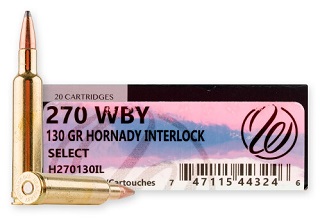 20 CARTRIDGES
270 WBY
130 GR HORNADY INTERLOCK
SELECT
H270130IL
/Cartouches 7 47115 44324 6